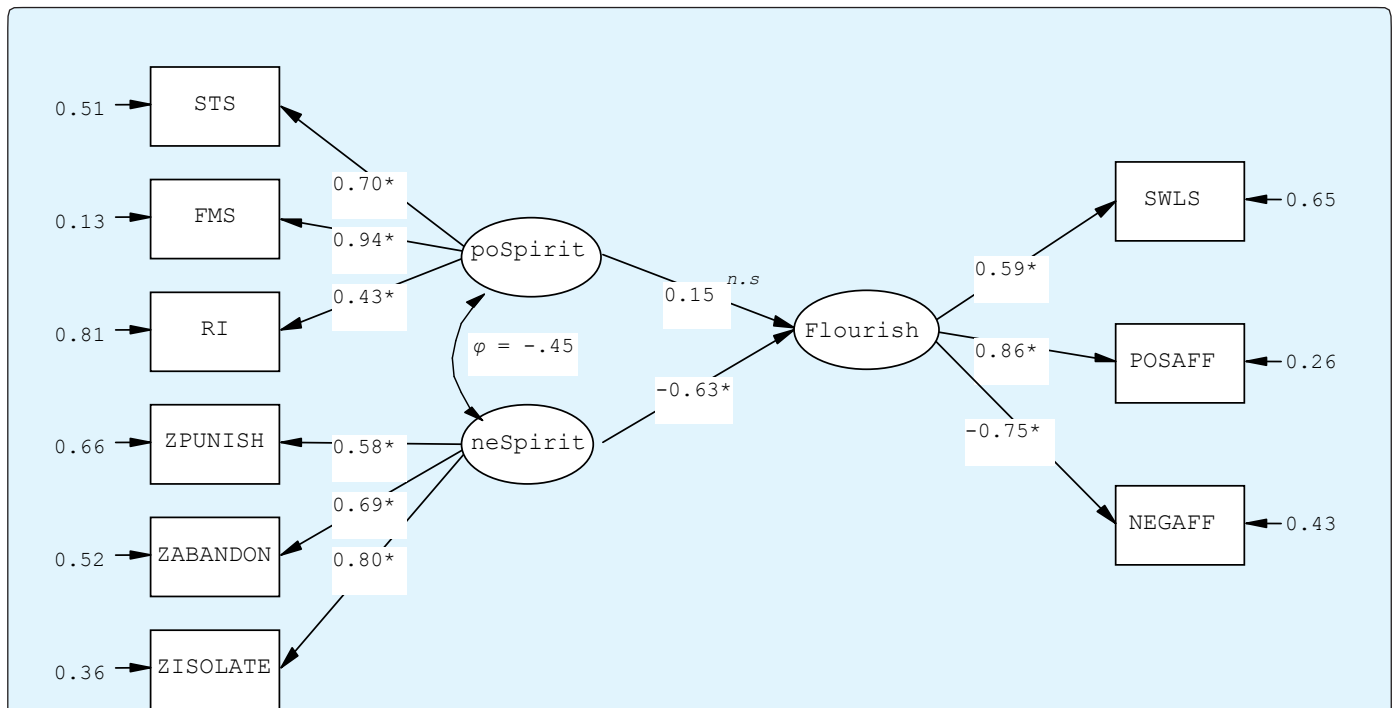 0.51
STS
0.70*
0.13
FMS
0.94*
0.81
RI
0.43*
poSpirit
φ = -.45
0.66
ZPUNISH
0.58*
neSpirit
0.52
ZABANDON
0.69*
0.36
ZISOLATE
0.80*
0.15 n.s
-0.63*
Flourish
0.59*
SWLS
0.65
0.86*
POSAFF
0.26
-0.75*
NEGAFF
0.43